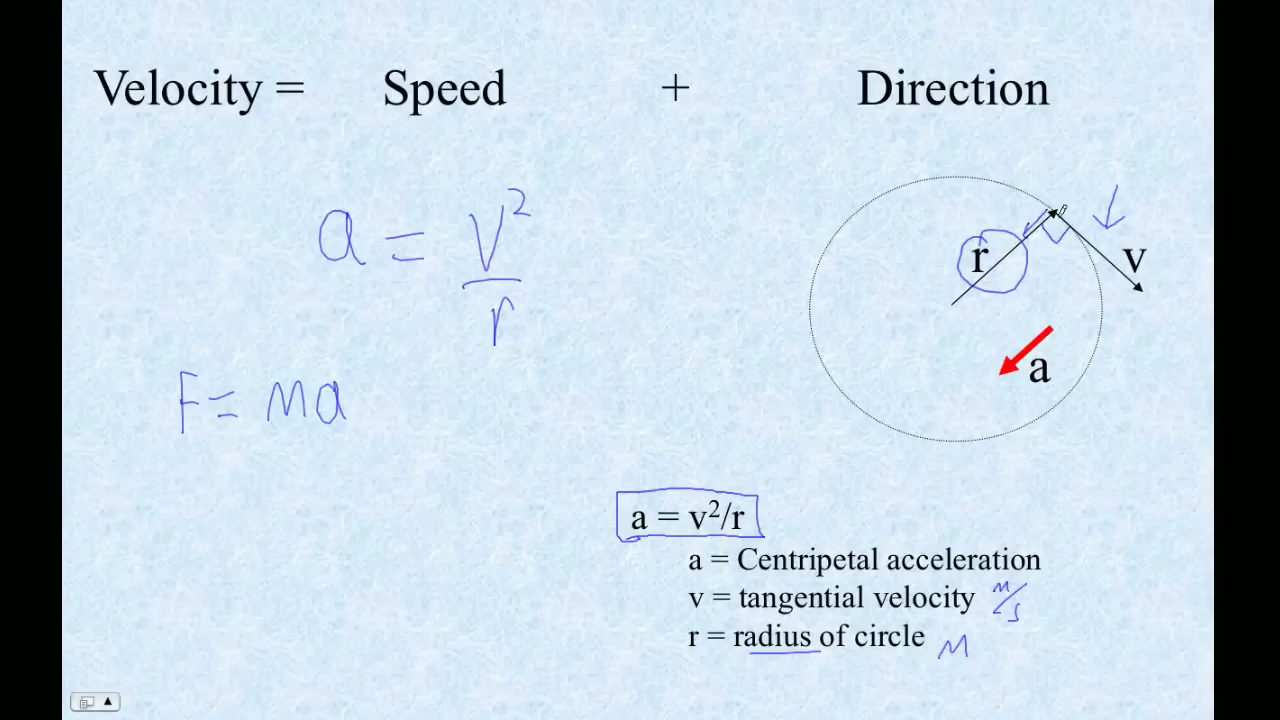 Velocity = Speed + Direction
a = v²/r
F = ma
r
v
a
a = v²/r
a = Centripetal acceleration
v = tangential velocity m/s
r = radius of circle m